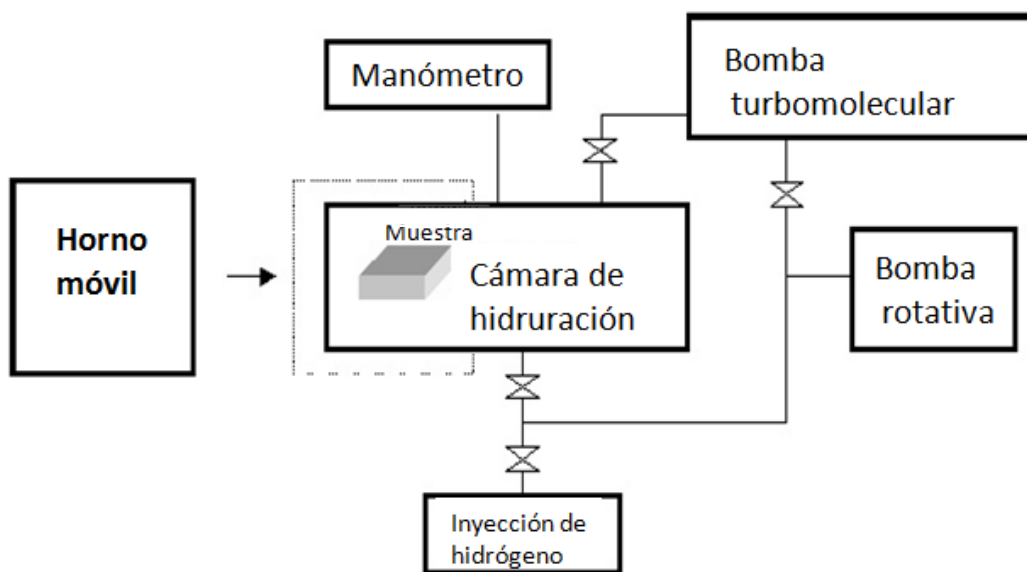 Manómetro
Bomba
turbomolecular
Horno
móvil
Muestra
Cámara de
hidruración
Bomba
rotativa
Inyección de
hidrógeno